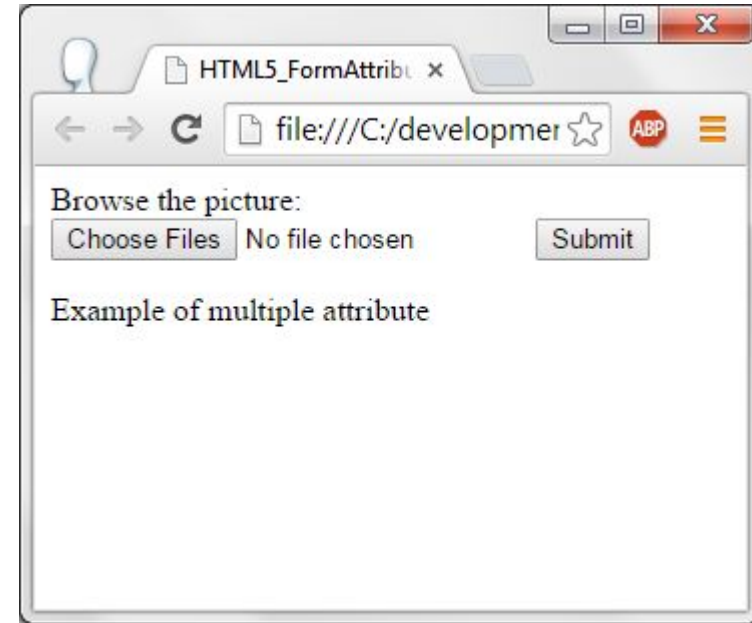 HTML5_FormAttribu
file:///C:/developmer
ABP
Browse the picture:
Choose Files No file chosen Submit
Example of multiple attribute